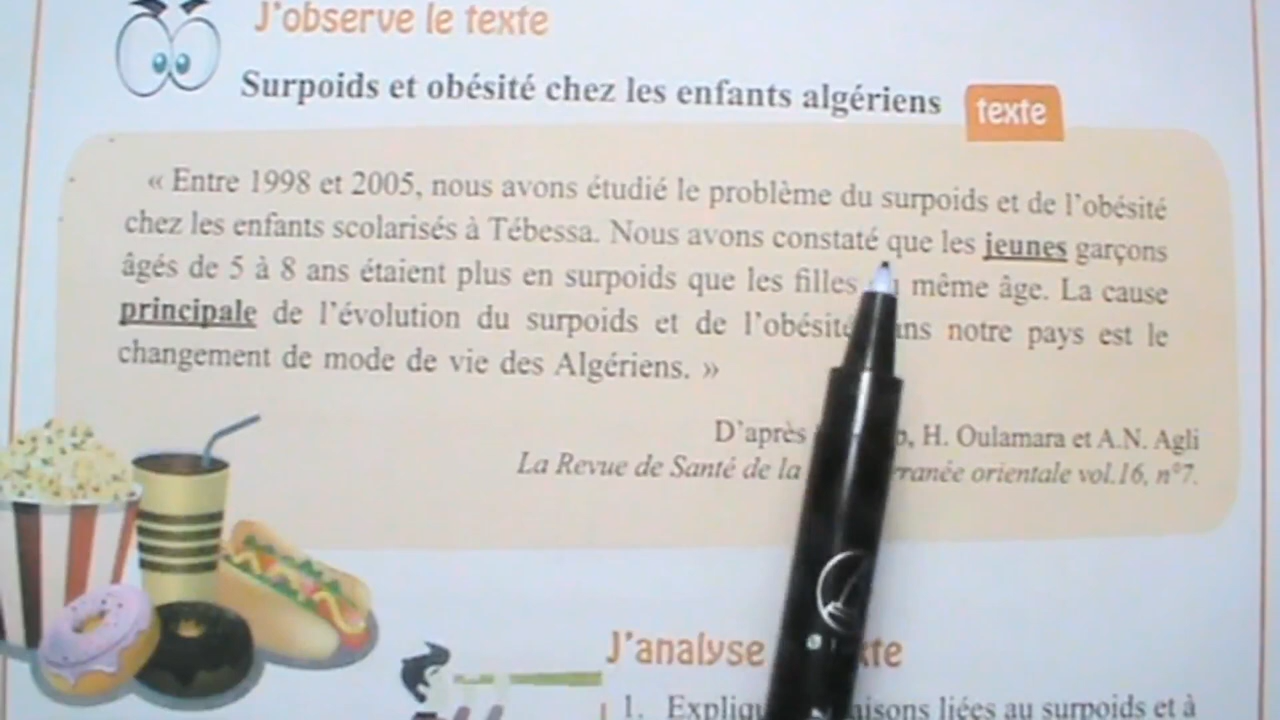 J'observe le texte
Surpoids et obésité chez les enfants algériens
texte
« Entre 1998 et 2005, nous avons étudié le problème du surpoids et de l'obésité
chez les enfants scolarisés à Tébessa. Nous avons constaté que les jeunes garçons
âgés de 5 à 8 ans étaient plus en surpoids que les filles même âge. La cause
principale de l'évolution du surpoids et de l'obésité notre pays est le
changement de mode de vie des Algériens. »
D'après H. Oulamara et A.N. Agli
La Revue de Santé de la orientale vol.16, n°7.
J'analyse
1. liées au surpoids et à